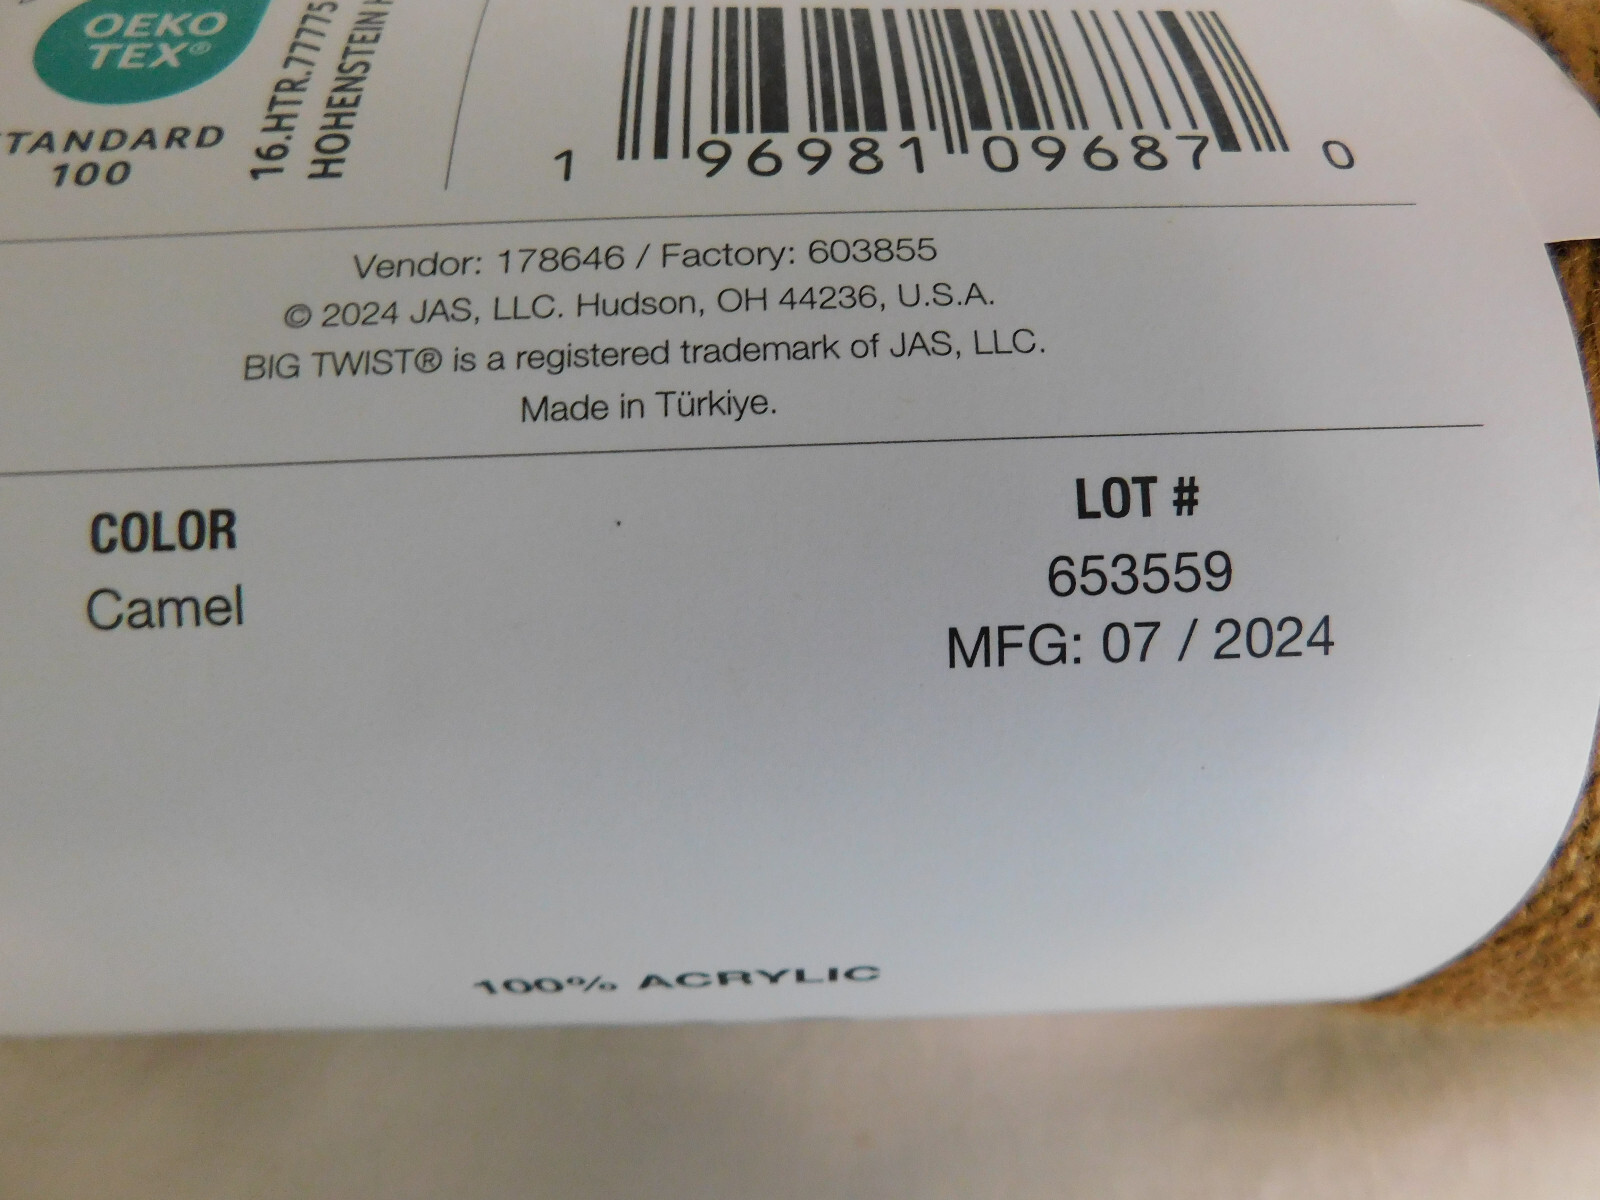 OEKO
TEX®
STANDARD
100
16.HTR.77775
HOHENSTEIN
1 96981 09687 0
Vendor: 178646 / Factory: 603855
© 2024 JAS, LLC. Hudson, OH 44236, U.S.A.
BIG TWIST® is a registered trademark of JAS, LLC.
Made in Türkiye.
COLOR
Camel
LOT #
653559
MFG: 07 / 2024
100% ACRYLIC